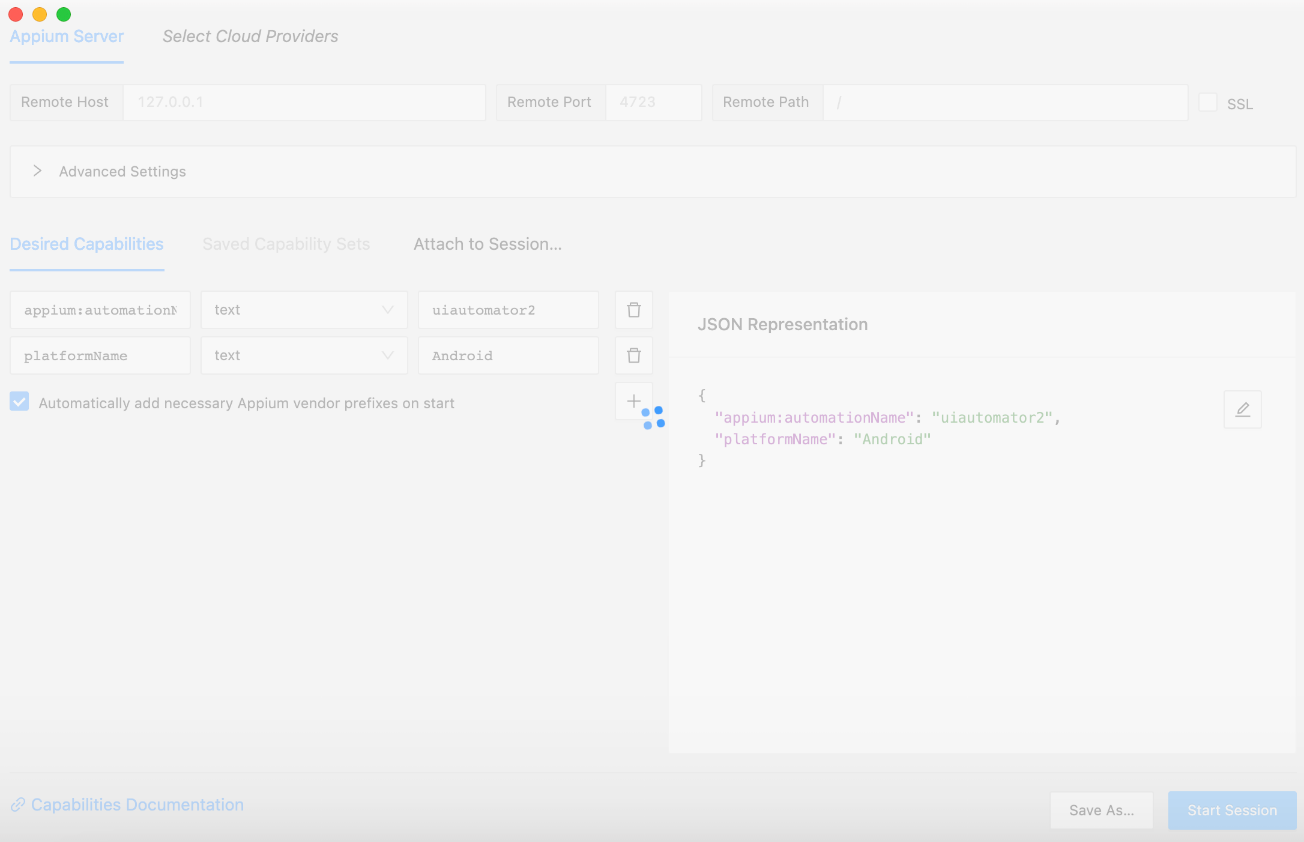 Appium Server Select Cloud Providers
Remote Host 127.0.0.1 Remote Port 4723 Remote Path / SSL
Advanced Settings
Desired Capabilities Saved Capability Sets Attach to Session...
appium:automationN text uiautomator2
platformName text Android
Automatically add necessary Appium vendor prefixes on start
JSON Representation
{
"appium:automationName": "uiautomator2",
"platformName": "Android"
}
Capabilities Documentation
Save As... Start Session